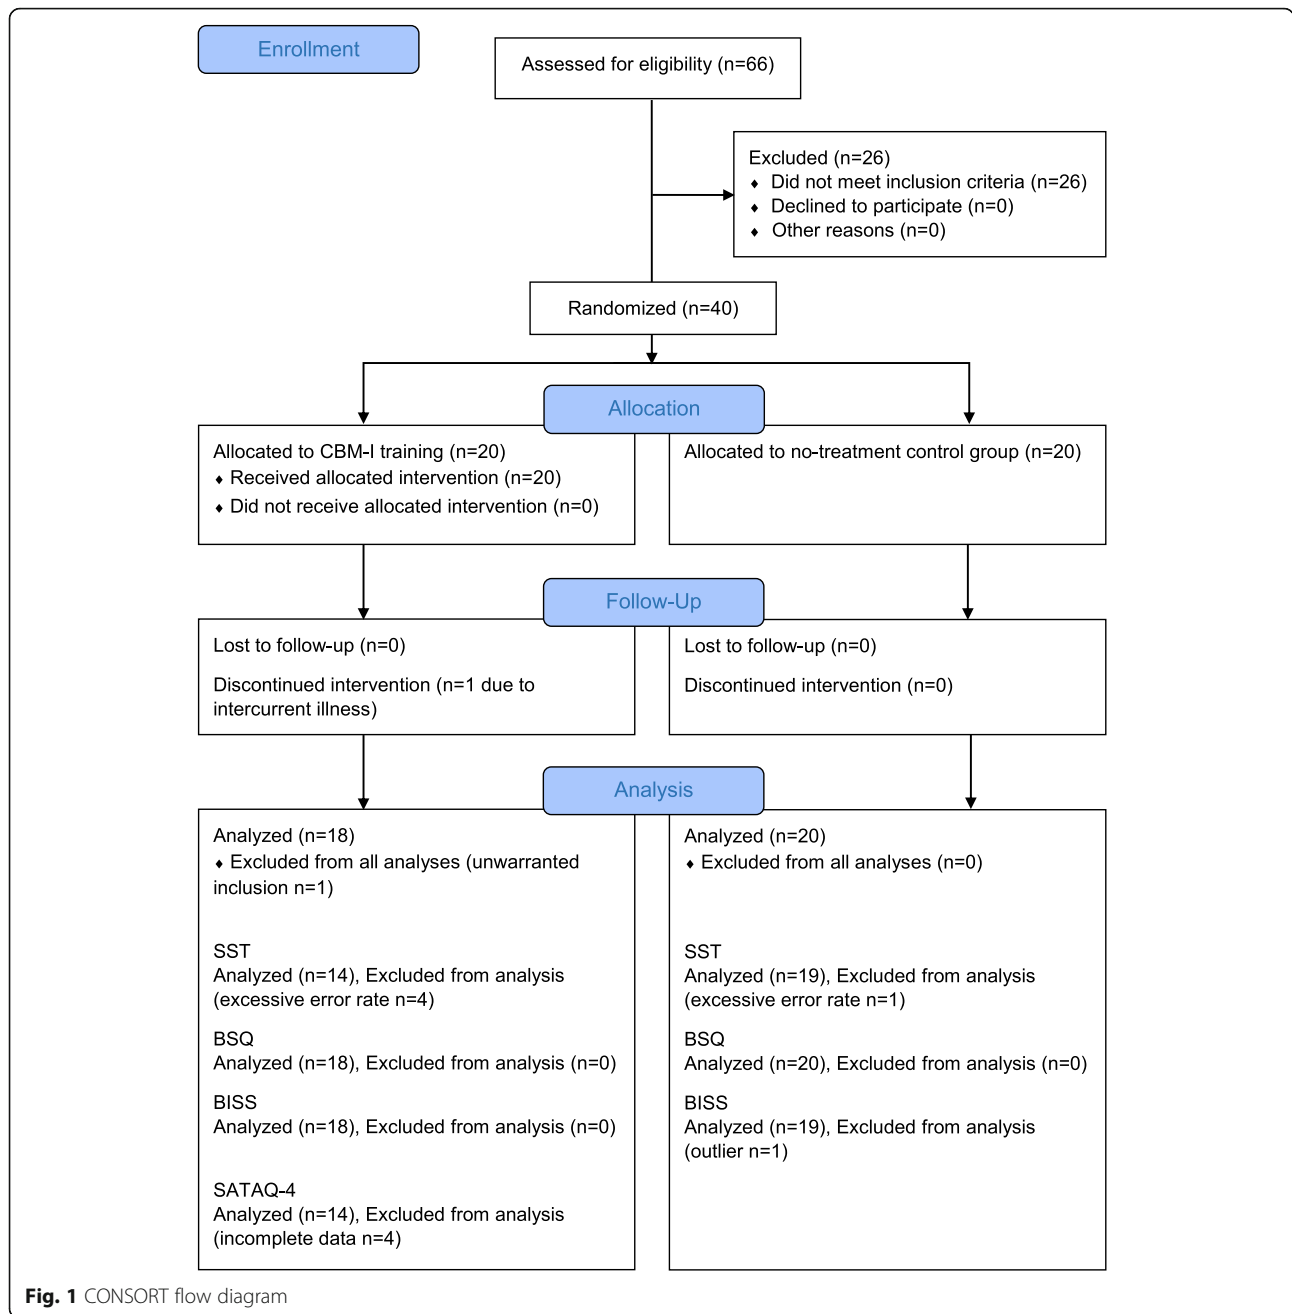 Enrollment
Assessed for eligibility (n=66)
Excluded (n=26)
♦ Did not meet inclusion criteria (n=26)
♦ Declined to participate (n=0)
♦ Other reasons (n=0)
Randomized (n=40)
Allocation
Allocated to CBM-I training (n=20)
♦ Received allocated intervention (n=20)
♦ Did not receive allocated intervention (n=0)
Allocated to no-treatment control group (n=20)
Follow-Up
Lost to follow-up (n=0)
Discontinued intervention (n=1 due to
intercurrent illness)
Lost to follow-up (n=0)
Discontinued intervention (n=0)
Analysis
Analyzed (n=18)
♦ Excluded from all analyses (unwarranted
inclusion n=1)
SST
Analyzed (n=14), Excluded from analysis
(excessive error rate n=4)
BSQ
Analyzed (n=18), Excluded from analysis (n=0)
BISS
Analyzed (n=18), Excluded from analysis (n=0)
SATAQ-4
Analyzed (n=14), Excluded from analysis
(incomplete data n=4)
Analyzed (n=20)
♦ Excluded from all analyses (n=0)
SST
Analyzed (n=19), Excluded from analysis
(excessive error rate n=1)
BSQ
Analyzed (n=20), Excluded from analysis (n=0)
BISS
Analyzed (n=19), Excluded from analysis
(outlier n=1)
Fig. 1 CONSORT flow diagram